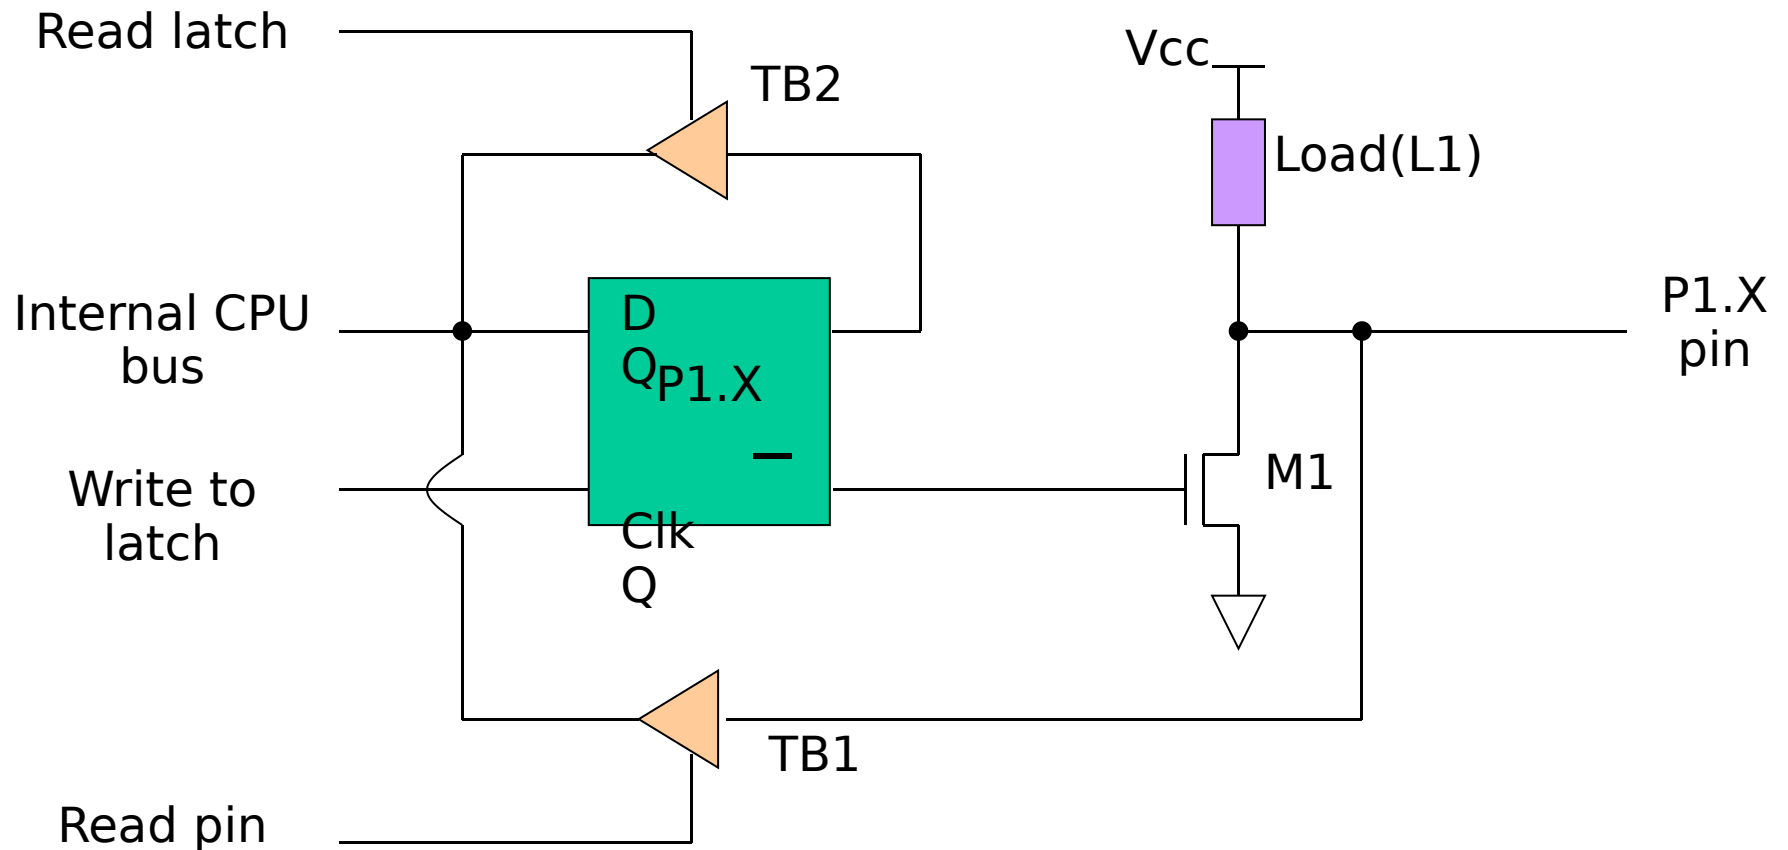 Read latch
Vcc
TB2
Load(L1)
Internal CPU
bus
D
Q
P1.X
P1.X
pin
Write to
latch
M1
Clk
Q
TB1
Read pin